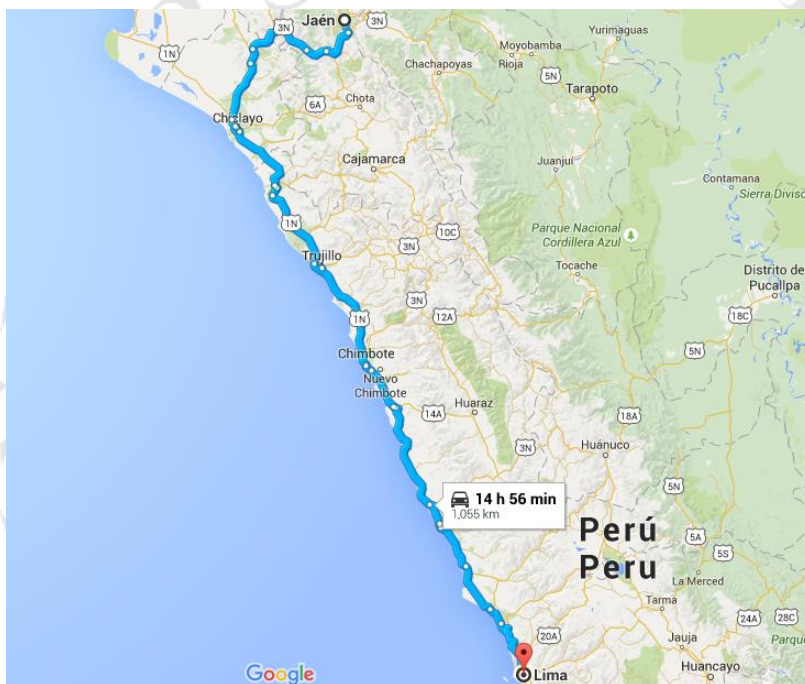 Jaén
3N
3N
1N
Yurimaguas
Moyobamba
Rioja
5N
Chachapoyas
Tarapoto
6A
Chota
Chiclayo
Cajamarca
Juanjuí
Contamana
Sierra Diviso
Parque Nacional
Cordillera Azul
1N
10C
3N
Trujillo
Tocache
Distrito de
Pucallpa
3N
12A
18C
1N
5N
Chimbote
Nuevo
Chimbote
Huaraz
14A
18A
3N
Huánuco
14 h 56 min
1,055 km
5N
Perú
Peru
5A
5S
La Merced
Tarma
24A
28C
20A
Jauja
Parque
Google
Lima
Huancayo